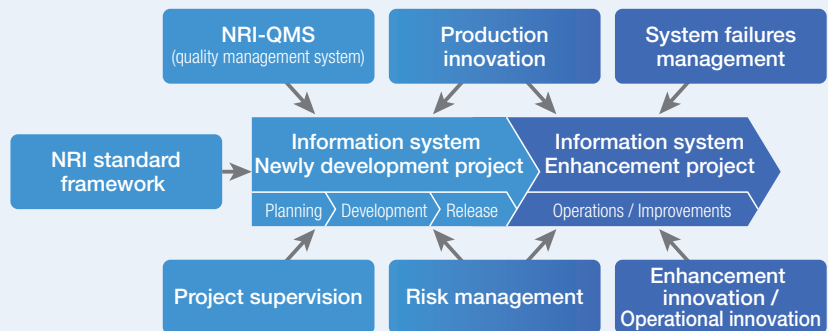 NRI-QMS
(quality management system)
Production
innovation
System failures
management
NRI standard
framework
Information system
Newly development project
Information system
Enhancement project
Planning
Development
Release
Operations / Improvements
Project supervision
Risk management
Enhancement
innovation /
Operational innovation